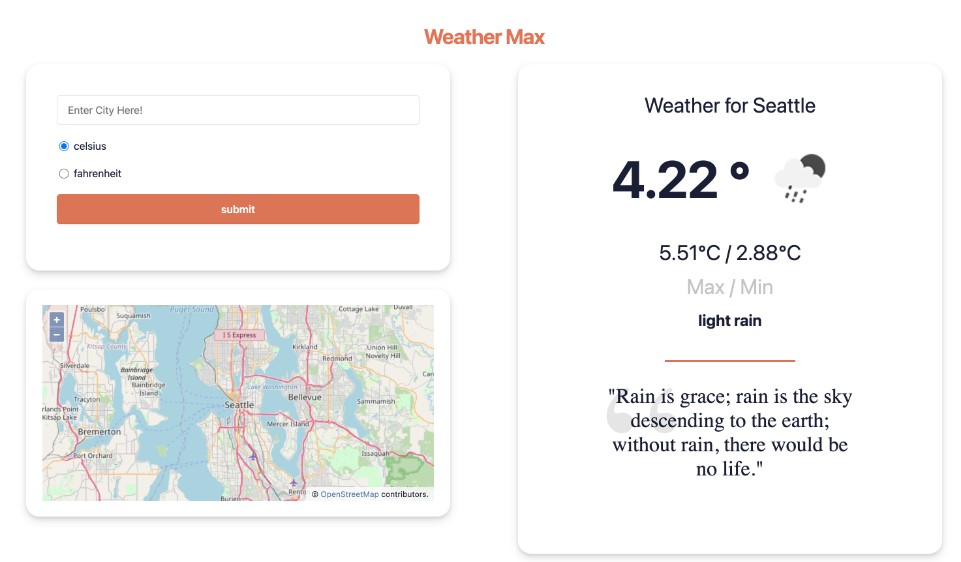 Weather Max
Enter City Here!
celsius
fahrenheit
submit
Poulsbo
Suquamish
Puget Sound
Cottage Lake
Duvall
Kitsap County
I 5 Express
Kirkland
Union Hill
Novelty Hill
Silverdale
Bainbridge
Island
Bainbridge
Island
Redmond
Tracyton
Lake Washington
Sammamish
rlands Point
Kitsap Lake
Seattle
Bellevue
Bremerton
Mercer Island
Port Orchard
Issaquah
Burien
Rento
+
−
© OpenStreetMap contributors.
Weather for Seattle
4.22 °
5.51°C / 2.88°C
Max / Min
light rain
"Rain is grace; rain is the sky
descending to the earth;
without rain, there would be
no life."